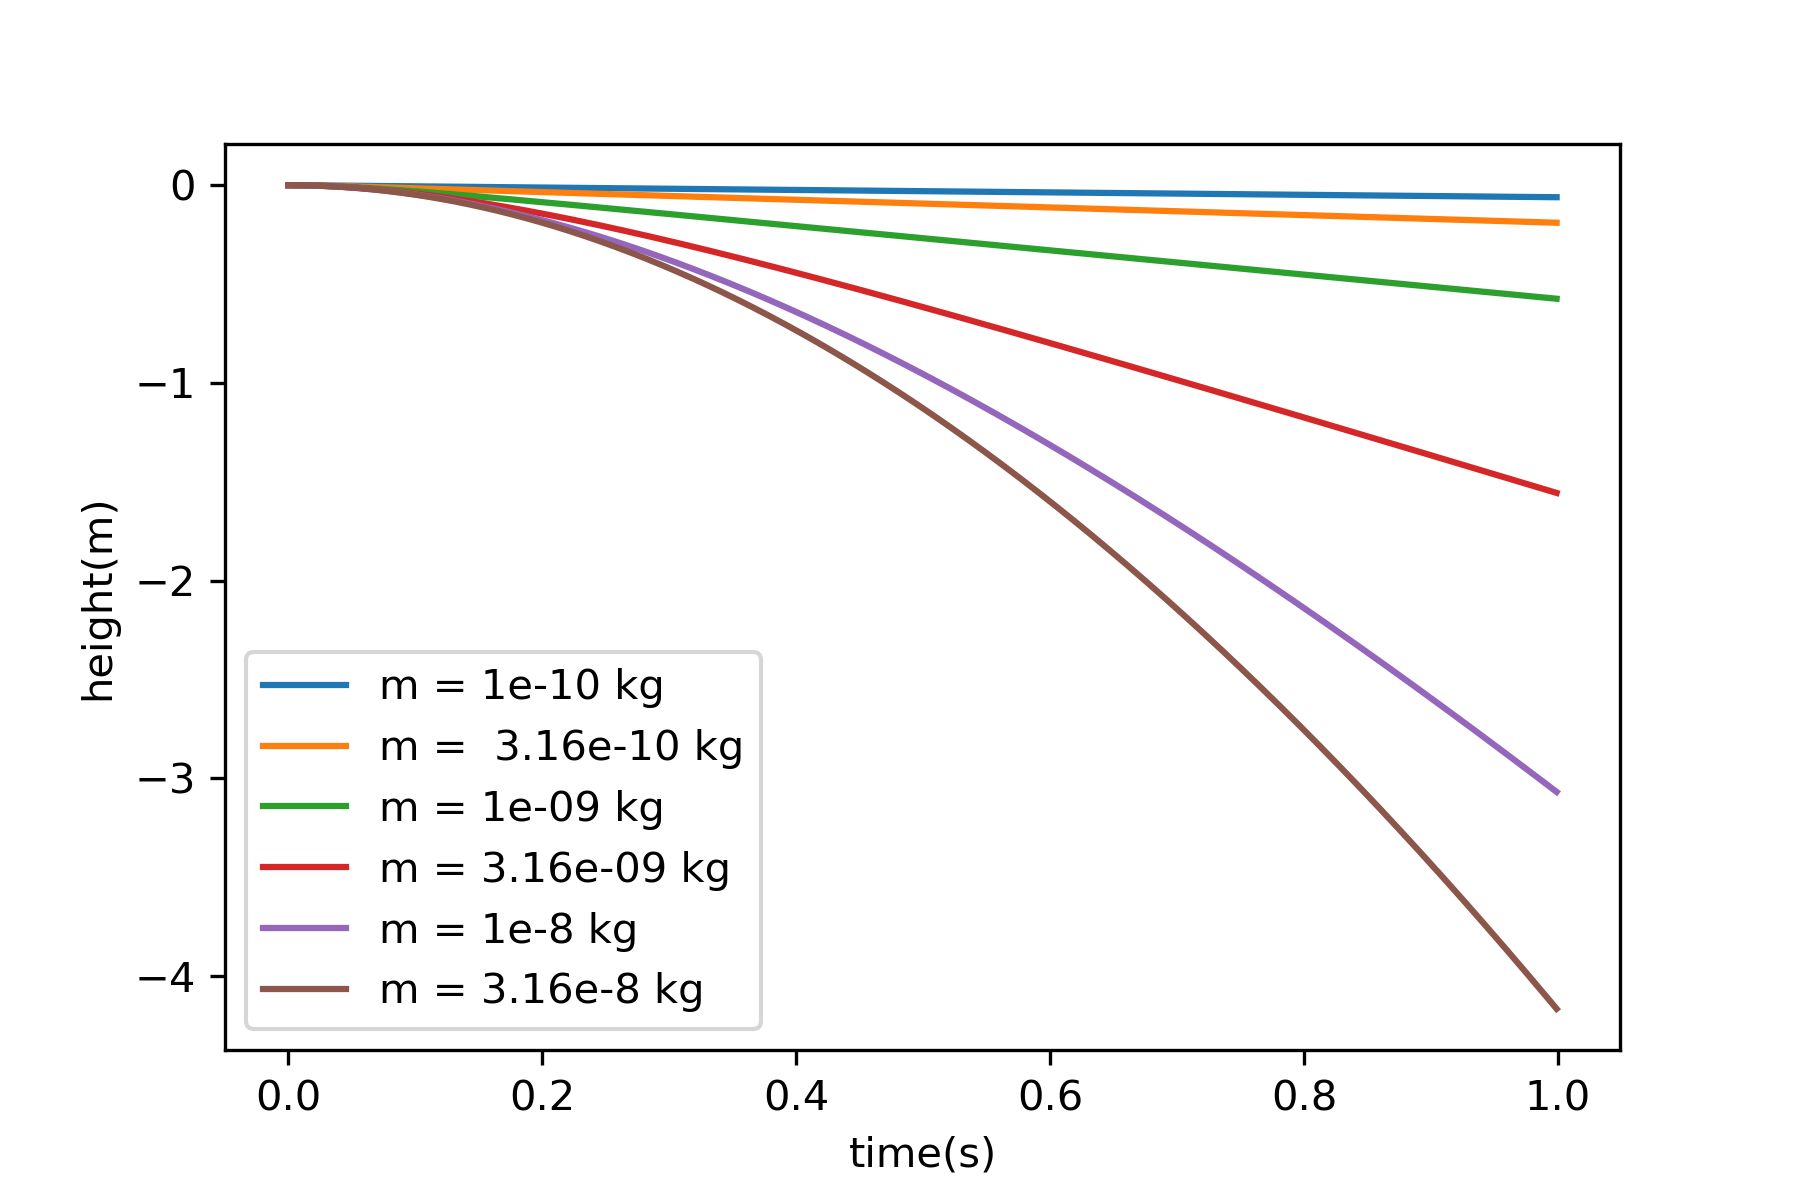 height(m)
0
−1
−2
−3
−4
m = 1e-10 kg
m =  3.16e-10 kg
m = 1e-09 kg
m = 3.16e-09 kg
m = 1e-8 kg
m = 3.16e-8 kg
0.0 0.2 0.4 0.6 0.8 1.0
time(s)